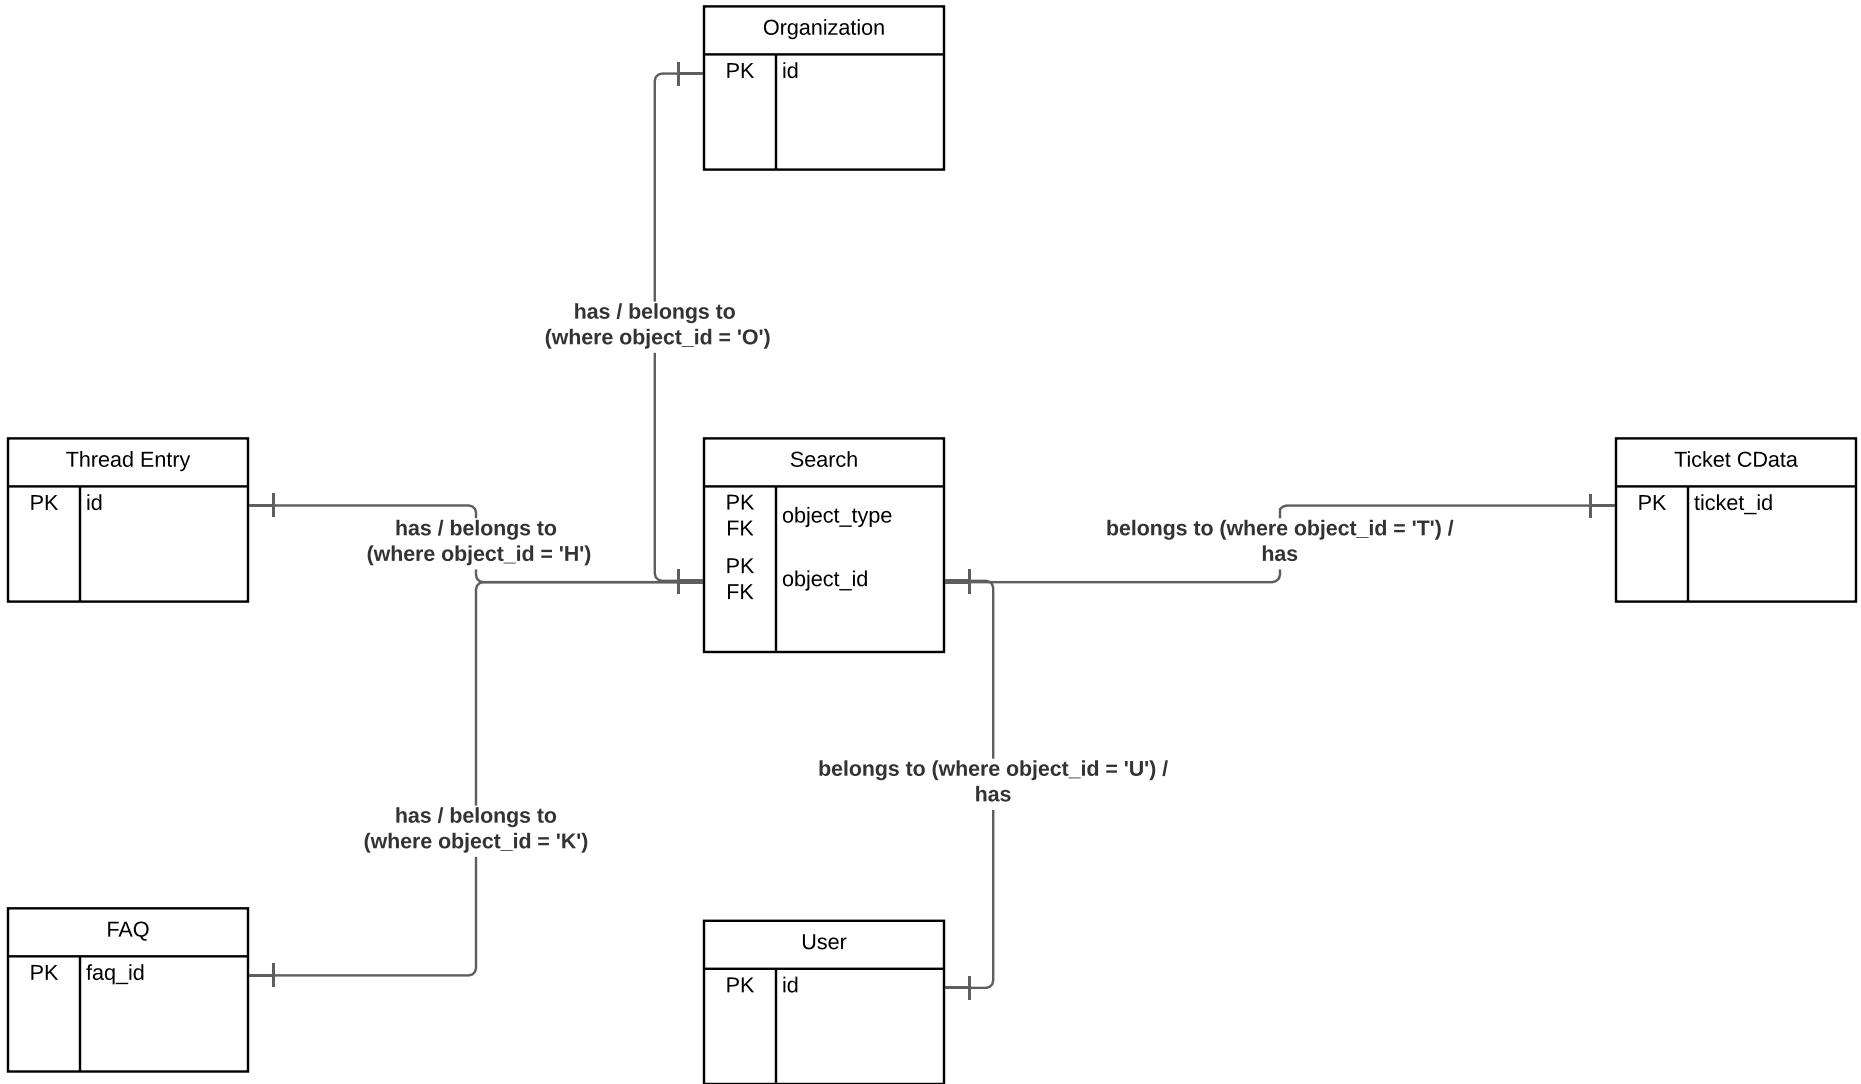 Organization
PK id
has / belongs to
(where object_id = 'O')
Thread Entry
PK id
has / belongs to
(where object_id = 'H')
Search
PK
FK
object_type
PK
FK
object_id
belongs to (where object_id = 'T') /
has
Ticket CData
PK ticket_id
belongs to (where object_id = 'U') /
has
has / belongs to
(where object_id = 'K')
FAQ
PK faq_id
User
PK id